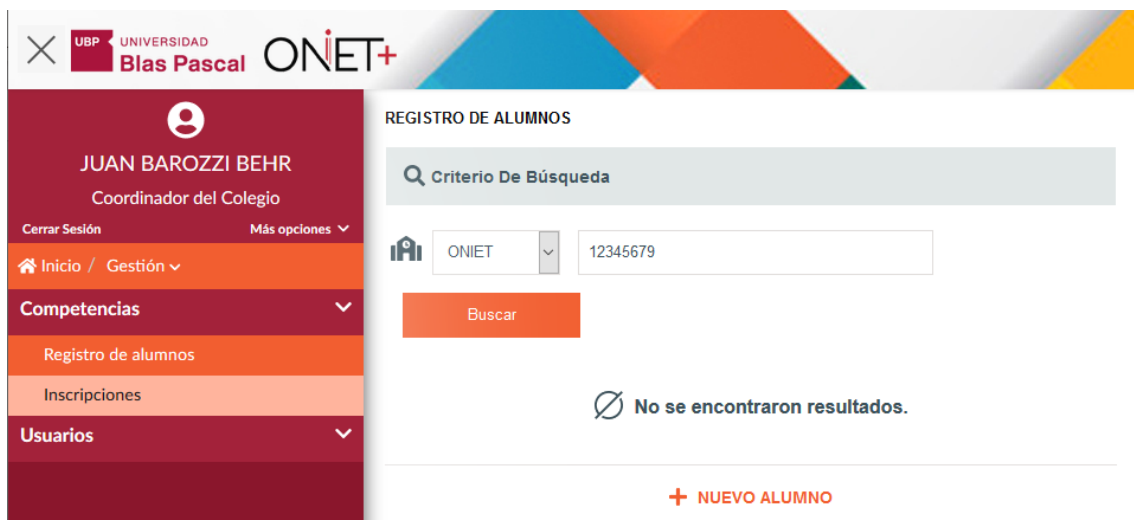 UBP UNIVERSIDAD
Blas Pascal
ONET+
JUAN BAROZZI BEHR
Coordinador del Colegio
Cerrar Sesión Más opciones
Inicio / Gestión
Competencias
Registro de alumnos
Inscripciones
Usuarios
REGISTRO DE ALUMNOS
Criterio De Búsqueda
ONIET 12345679
Buscar
No se encontraron resultados.
+ NUEVO ALUMNO